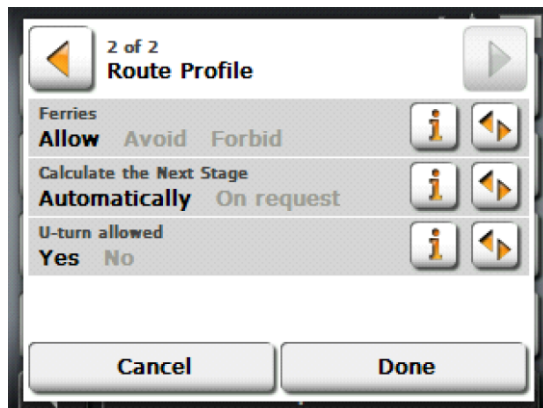 2 of 2
Route Profile
Ferries
Allow Avoid Forbid
Calculate the Next Stage
Automatically On request
U-turn allowed
Yes No
Cancel Done